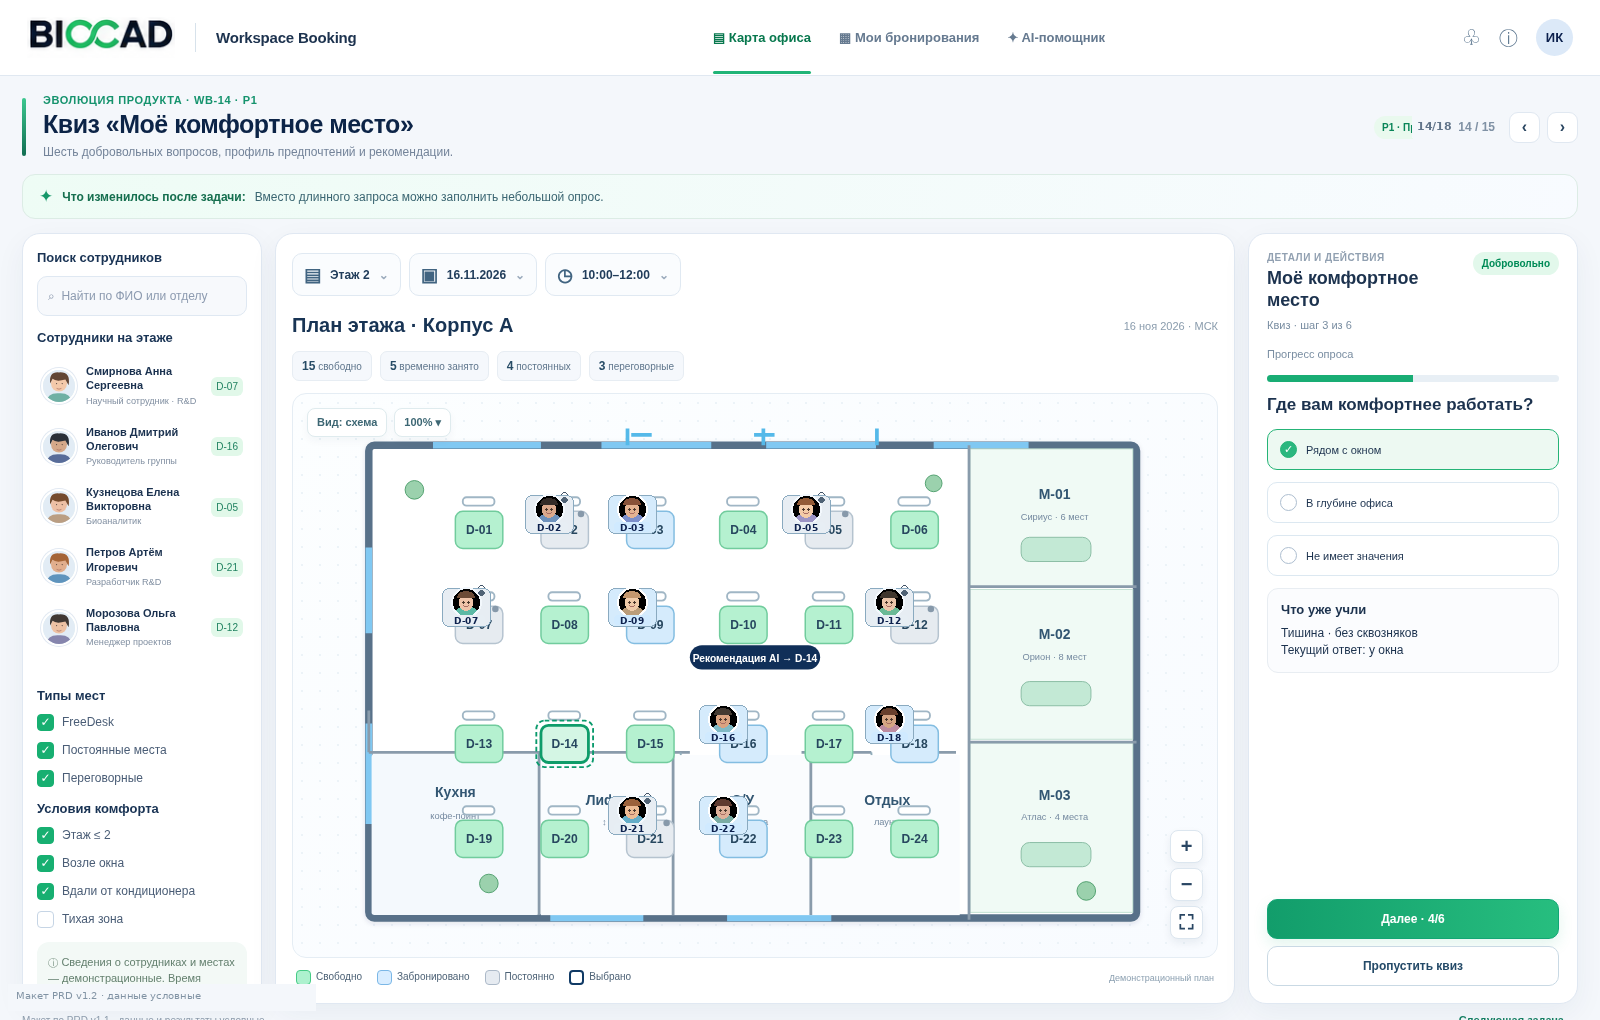 BIOCAD
Workspace Booking
Карта офиса
Мои бронирования
AI-помощник
ИК
ЭВОЛЮЦИЯ ПРОДУКТА · WB-14 · P1
Квиз «Моё комфортное место»
Шесть добровольных вопросов, профиль предпочтений и рекомендации.
P1 · 14/18 14 / 15
Что изменилось после задачи: Вместо длинного запроса можно заполнить небольшой опрос.
Поиск сотрудников
Найти по ФИО или отделу
Сотрудники на этаже
Смирнова Анна
Сергеевна
Научный сотрудник · R&D
D-07
Иванов Дмитрий
Олегович
Руководитель группы
D-16
Кузнецова Елена
Викторовна
Биоаналитик
D-05
Петров Артём
Игоревич
Разработчик R&D
D-21
Морозова Ольга
Павловна
Менеджер проектов
D-12
Типы мест
FreeDesk
Постоянные места
Переговорные
Условия комфорта
Этаж ≤ 2
Возле окна
Вдали от кондиционера
Тихая зона
ⓘ Сведения о сотрудниках и местах
— демонстрационные. Время
Этаж 2
16.11.2026
10:00–12:00
План этажа · Корпус А
16 ноя 2026 · МСК
15 свободно
5 временно занято
4 постоянных
3 переговорные
Вид: схема
100% ▾
D-01
D-02
D-03
D-04
D-05
D-06
D-07
D-08
D-09
D-10
D-11
D-12
Рекомендация AI → D-14
D-13
D-14
D-15
D-16
D-17
D-18
Кухня
Отдых
D-19
D-20
D-21
D-22
D-23
D-24
M-01
Сириус · 6 мест
M-02
Орион · 8 мест
M-03
Атлас · 4 места
+
−
Свободно
Забронировано
Постоянно
Выбрано
Демонстрационный план
ДЕТАЛИ И ДЕЙСТВИЯ
Добровольно
Моё комфортное
место
Квиз · шаг 3 из 6
Прогресс опроса
Где вам комфортнее работать?
Рядом с окном
В глубине офиса
Не имеет значения
Что уже учли
Тишина · без сквозняков
Текущий ответ: у окна
Далее · 4/6
Пропустить квиз
Макет PRD v1.2 · данные условные